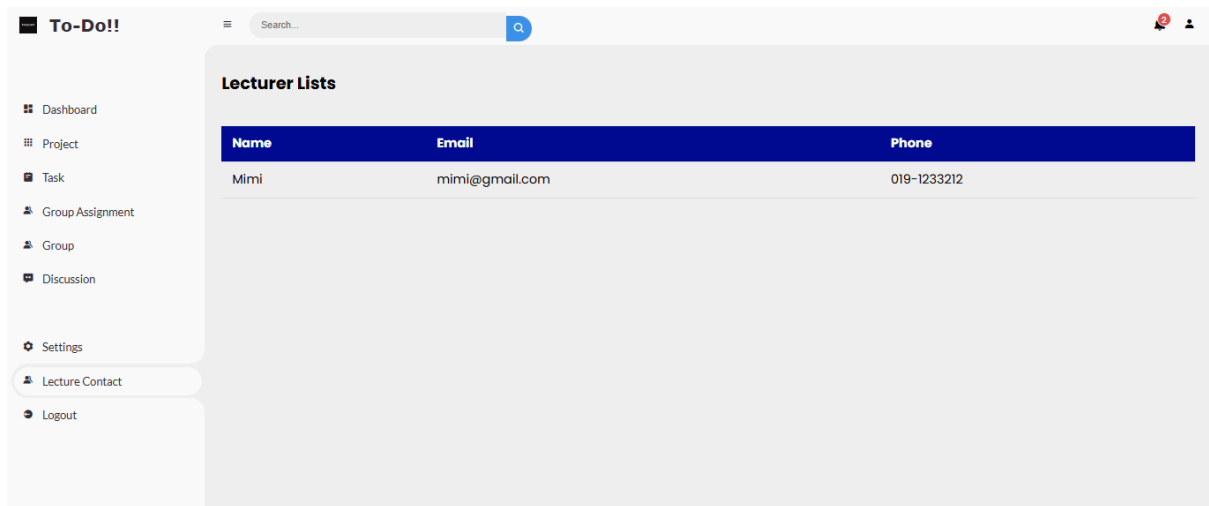 To-Do!!
Search...
2
Dashboard
Project
Task
Group Assignment
Group
Discussion
Settings
Lecture Contact
Logout
Lecturer Lists
Name Email Phone
Mimi mimi@gmail.com 019-1233212